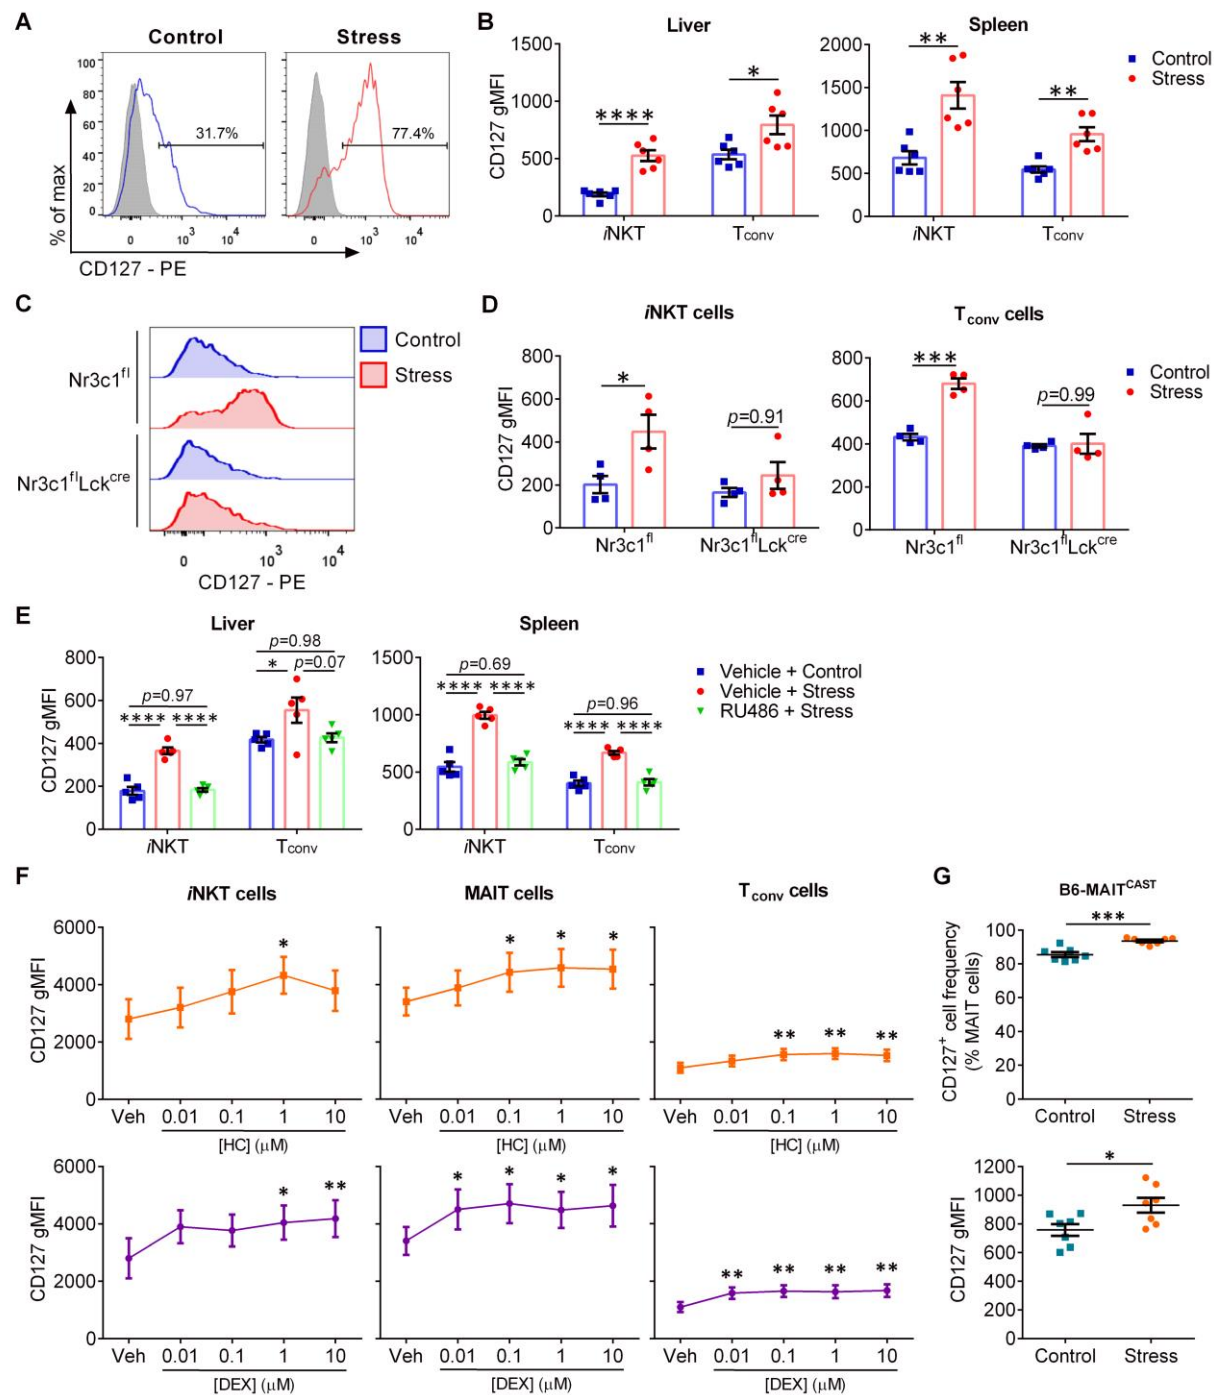 A
Control
Stress
% of max
100
80
60
40
20
0
31.7%
77.4%
0 10³ 10⁴
0 10³ 10⁴
CD127 - PE
B
Liver
Spleen
CD127 gMFI
1500
1000
500
0
****
*
iNKT Tconv
2000
1500
1000
500
0
**
**
iNKT Tconv
Control
Stress
C
Nr3c1fl
Nr3c1flLckcre
Control
Stress
0 10³ 10⁴
CD127 - PE
D
iNKT cells
Tconv cells
CD127 gMFI
800
600
400
200
0
*
p=0.91
Nr3c1fl Nr3c1flLckcre
800
600
400
200
0
***
p=0.99
Nr3c1fl Nr3c1flLckcre
Control
Stress
E
Liver
Spleen
CD127 gMFI
800
600
400
200
0
p=0.97
**** ****
p=0.98
* p=0.07
iNKT Tconv
1500
1000
500
0
p=0.69
**** ****
p=0.96
**** ****
iNKT Tconv
Vehicle + Control
Vehicle + Stress
RU486 + Stress
F
iNKT cells
MAIT cells
Tconv cells
CD127 gMFI
6000
4000
2000
0
*
* * *
** ** **
Veh 0.01 0.1 1 10
[HC] (μM)
Veh 0.01 0.1 1 10
[HC] (μM)
Veh 0.01 0.1 1 10
[HC] (μM)
CD127 gMFI
6000
4000
2000
0
* **
* * * *
** ** ** **
Veh 0.01 0.1 1 10
[DEX] (μM)
Veh 0.01 0.1 1 10
[DEX] (μM)
Veh 0.01 0.1 1 10
[DEX] (μM)
G
B6-MAITCAST
CD127⁺ cell frequency
(% MAIT cells)
100
80
60
40
20
0
***
Control Stress
CD127 gMFI
1200
1000
800
600
400
200
0
*
Control Stress